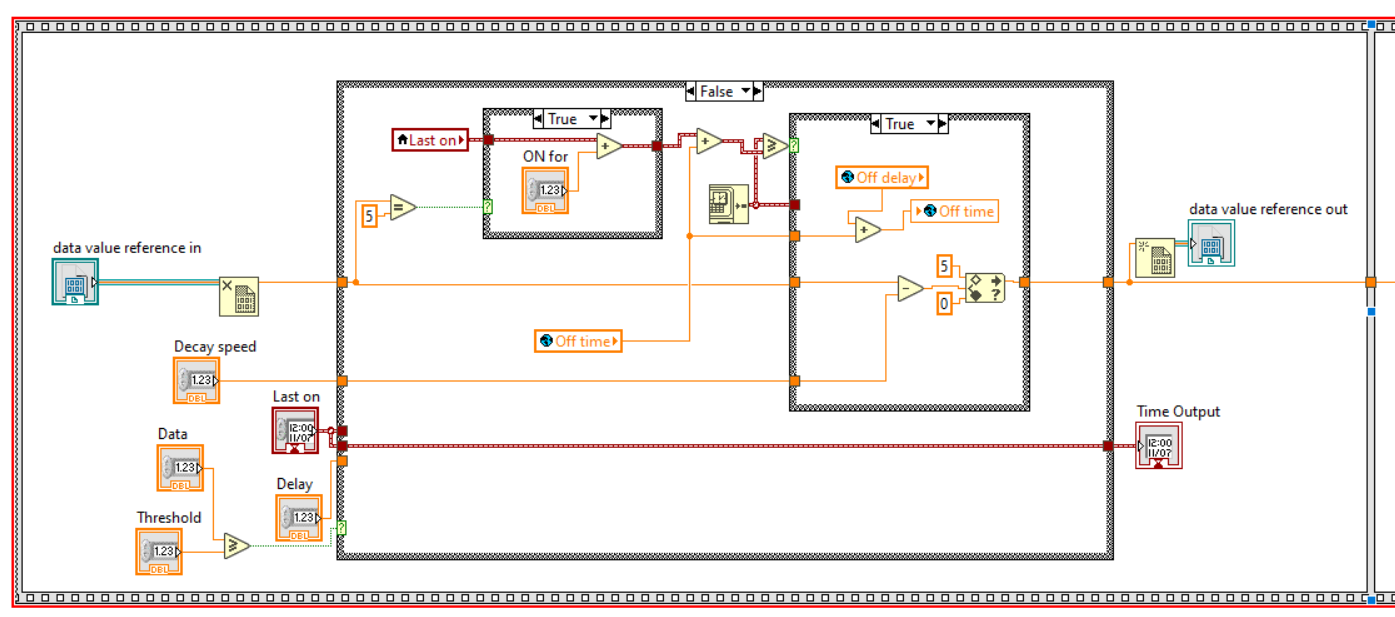 False
True
True
Last on
ON for
1.23
DBL
Off delay
Off time
5
data value reference in
data value reference out
5
0
Off time
Decay speed
1.23
DBL
Last on
12:00
11/07
Time Output
12:00
11/07
Data
1.23
DBL
Delay
1.23
DBL
Threshold
1.23
DBL